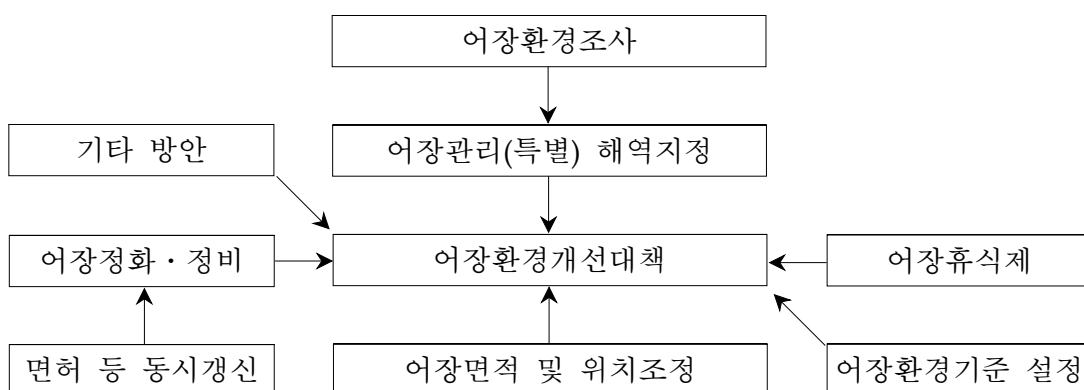 어장환경조사
기타 방안
어장관리(특별) 해역지정
어장정화・정비
어장환경개선대책
어장휴식제
면허 등 동시갱신
어장면적 및 위치조정
어장환경기준 설정